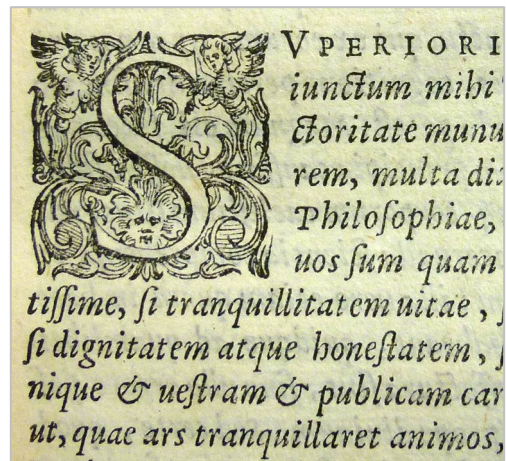 SVPERIORI
iunctum mihi
ctoritate munu
rem, multa di
Philoſophiae,
uos ſum quam
tiſſime, ſi tranquillitatem uitae ,
ſi dignitatem atque honeſtatem ,
nique & ueſtram & publicam car
ut, quae ars tranquillaret animos,